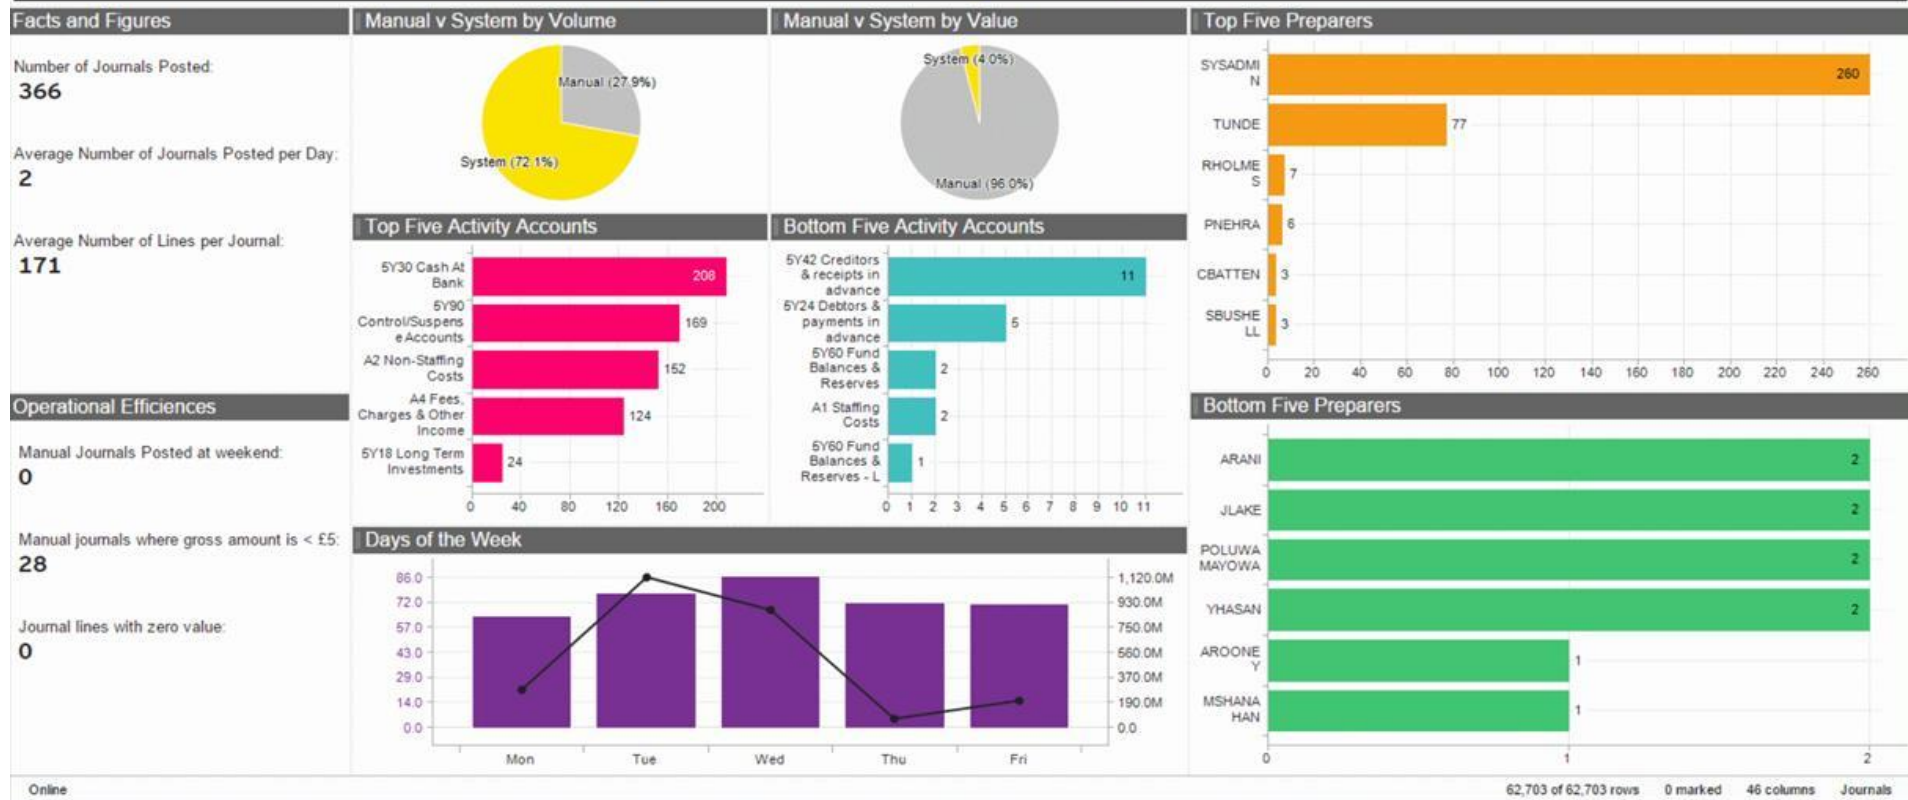 Facts and Figures
Number of Journals Posted:
366
Average Number of Journals Posted per Day:
2
Average Number of Lines per Journal:
171
Operational Efficiences
Manual Journals Posted at weekend:
0
Manual journals where gross amount is < £5:
28
Journal lines with zero value:
0
Manual v System by Volume
Manual (27.9%)
System (72.1%)
Manual v System by Value
System (4.0%)
Manual (96.0%)
Top Five Activity Accounts
5Y30 Cash At
Bank
208
5Y90
Control/Suspens
e Accounts
169
A2 Non-Staffing
Costs
152
A4 Fees,
Charges & Other
Income
124
5Y18 Long Term
Investments
24
0 40 80 120 160 200
Bottom Five Activity Accounts
5Y42 Creditors
& receipts in
advance
11
5Y24 Debtors &
payments in
advance
5
5Y60 Fund
Balances &
Reserves
2
A1 Staffing
Costs
2
5Y60 Fund
Balances &
Reserves - L
1
0 1 2 3 4 5 6 7 8 9 10 11
Days of the Week
86.0
72.0
57.0
43.0
29.0
14.0
0.0
1,120.0M
930.0M
750.0M
560.0M
370.0M
190.0M
0.0
Mon Tue Wed Thu Fri
Top Five Preparers
SYSADMI
N
260
TUNDE
77
RHOLME
S
7
PNEHRA
6
CBATTEN
3
SBUSHE
LL
3
0 20 40 60 80 100 120 140 160 180 200 220 240 260
Bottom Five Preparers
ARANI
2
JLAKE
2
POLUWA
MAYOWA
2
YHASAN
2
AROONE
Y
1
MSHANA
HAN
1
0 1 2
Online
62,703 of 62,703 rows 0 marked 46 columns Journals